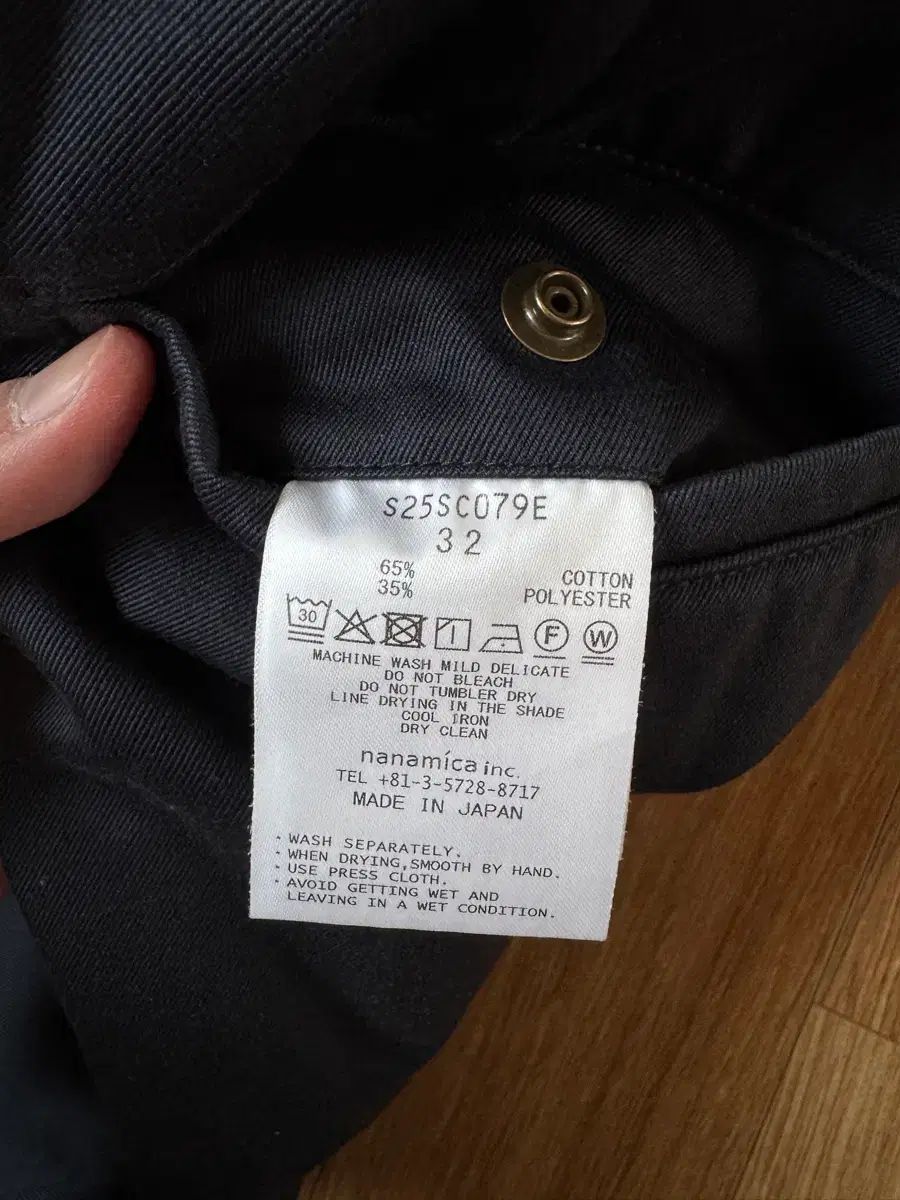 s25SC079E
32
65% COTTON
35% POLYESTER
30 F W
MACHINE WASH MILD DELICATE
DO NOT BLEACH
DO NOT TUMBLER DRY
LINE DRYING IN THE SHADE
COOL IRON
DRY CLEAN
nanamica inc.
TEL +81-3-5728-8717
MADE IN JAPAN
· WASH SEPARATELY.
· WHEN DRYING,SMOOTH BY HAND.
· USE PRESS CLOTH.
· AVOID GETTING WET AND
LEAVING IN A WET CONDITION.